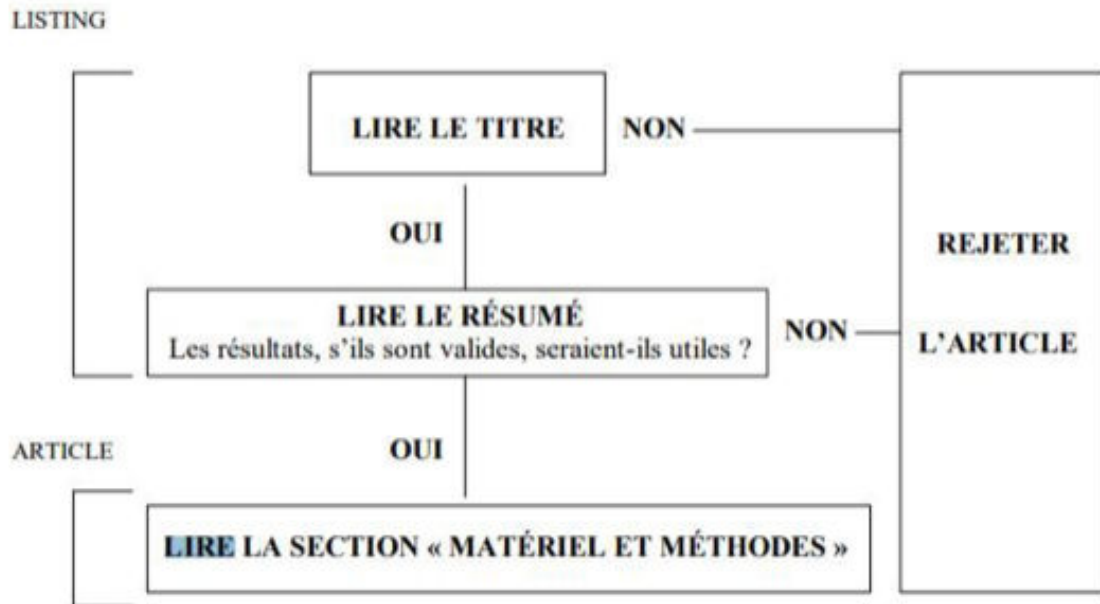 LISTING
LIRE LE TITRE NON
OUI
REJETER
LIRE LE RÉSUMÉ
Les résultats, s'ils sont valides, seraient-ils utiles ?
NON
L'ARTICLE
ARTICLE
OUI
LIRE LA SECTION « MATÉRIEL ET MÉTHODES »